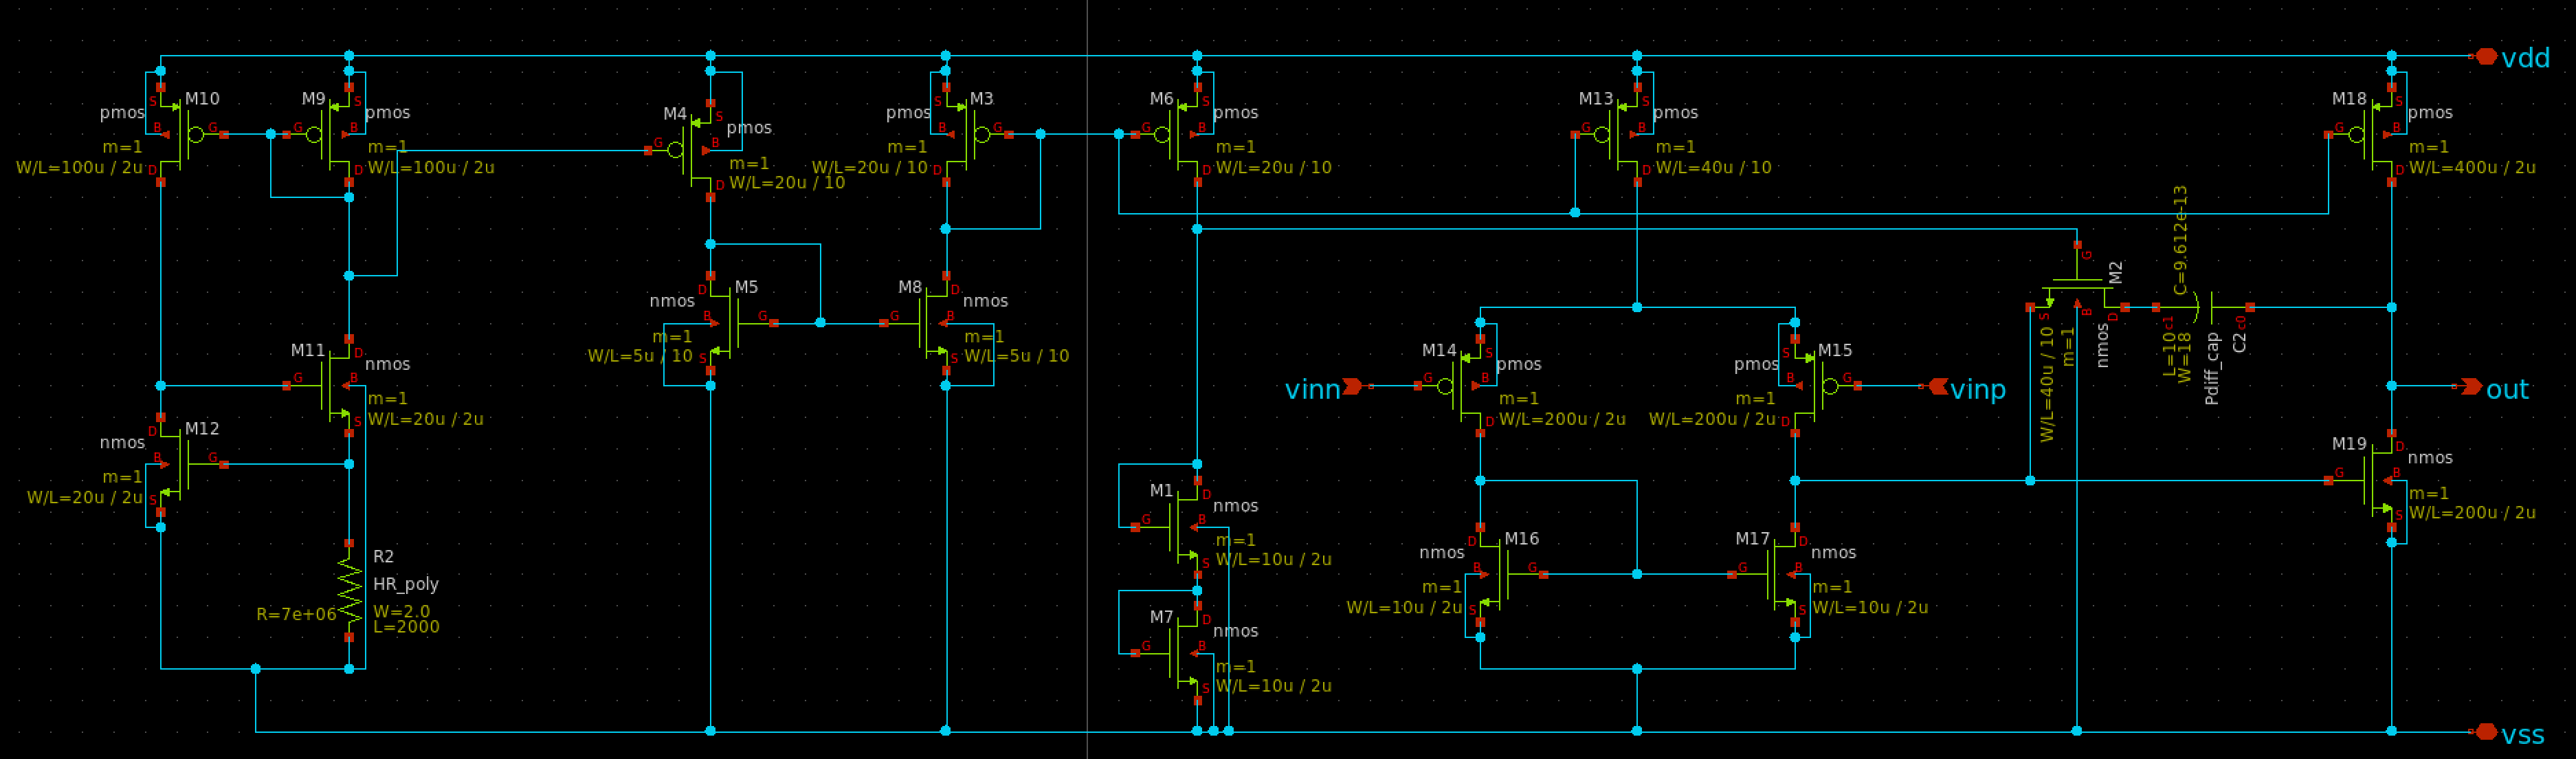 vdd
M10
pmos
m=1
W/L=100u / 2u
S
B
G
D
M9
pmos
m=1
W/L=100u / 2u
G
S
B
D
M4
pmos
m=1
W/L=20u / 10
G
S
B
D
M3
pmos
m=1
W/L=20u / 10
S
B
G
D
M6
pmos
m=1
W/L=20u / 10
G
S
B
D
M13
pmos
m=1
W/L=40u / 10
G
S
B
D
M18
pmos
m=1
W/L=400u / 2u
G
S
B
D
M5
nmos
m=1
W/L=5u / 10
D
B
G
S
M8
nmos
m=1
W/L=5u / 10
G
D
B
S
M2
nmos
m=1
W/L=40u / 10
G
S
B
D
C=9.612e-13
L=10
W=18
c1
c0
Pdiff_cap
C2
M11
nmos
m=1
W/L=20u / 2u
G
D
B
S
vinn
M14
pmos
m=1
W/L=200u / 2u
G
S
B
D
M15
pmos
m=1
W/L=200u / 2u
S
B
G
D
vinp
out
M12
nmos
m=1
W/L=20u / 2u
D
B
G
S
M19
nmos
m=1
W/L=200u / 2u
G
D
B
S
M1
nmos
m=1
W/L=10u / 2u
G
D
B
S
R2
HR_poly
R=7e+06
W=2.0
L=2000
M16
nmos
m=1
W/L=10u / 2u
D
B
G
S
M17
nmos
m=1
W/L=10u / 2u
G
D
B
S
M7
nmos
m=1
W/L=10u / 2u
G
D
B
S
vss